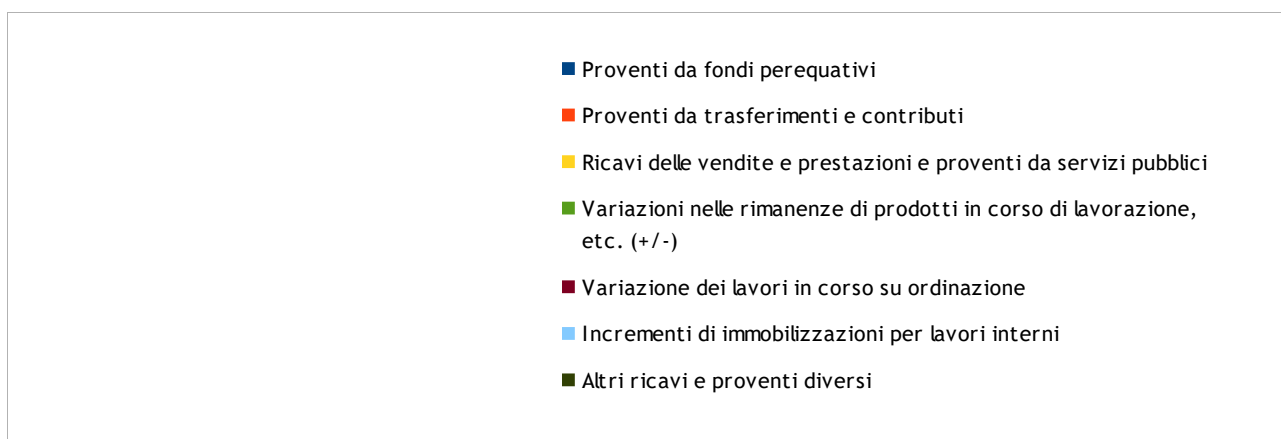 Proventi da fondi perequativi
Proventi da trasferimenti e contributi
Ricavi delle vendite e prestazioni e proventi da servizi pubblici
Variazioni nelle rimanenze di prodotti in corso di lavorazione,
etc. (+/-)
Variazione dei lavori in corso su ordinazione
Incrementi di immobilizzazioni per lavori interni
Altri ricavi e proventi diversi